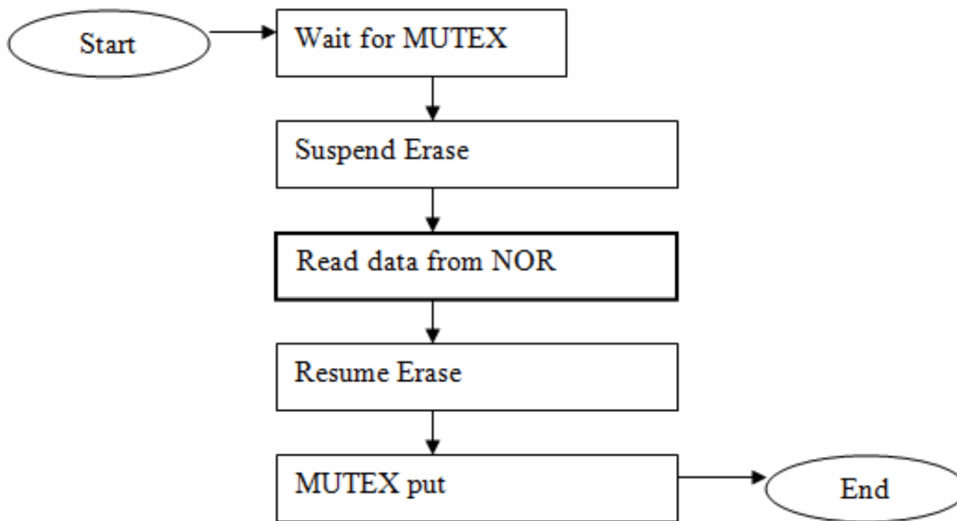 Start
Wait for MUTEX
Suspend Erase
Read data from NOR
Resume Erase
MUTEX put
End